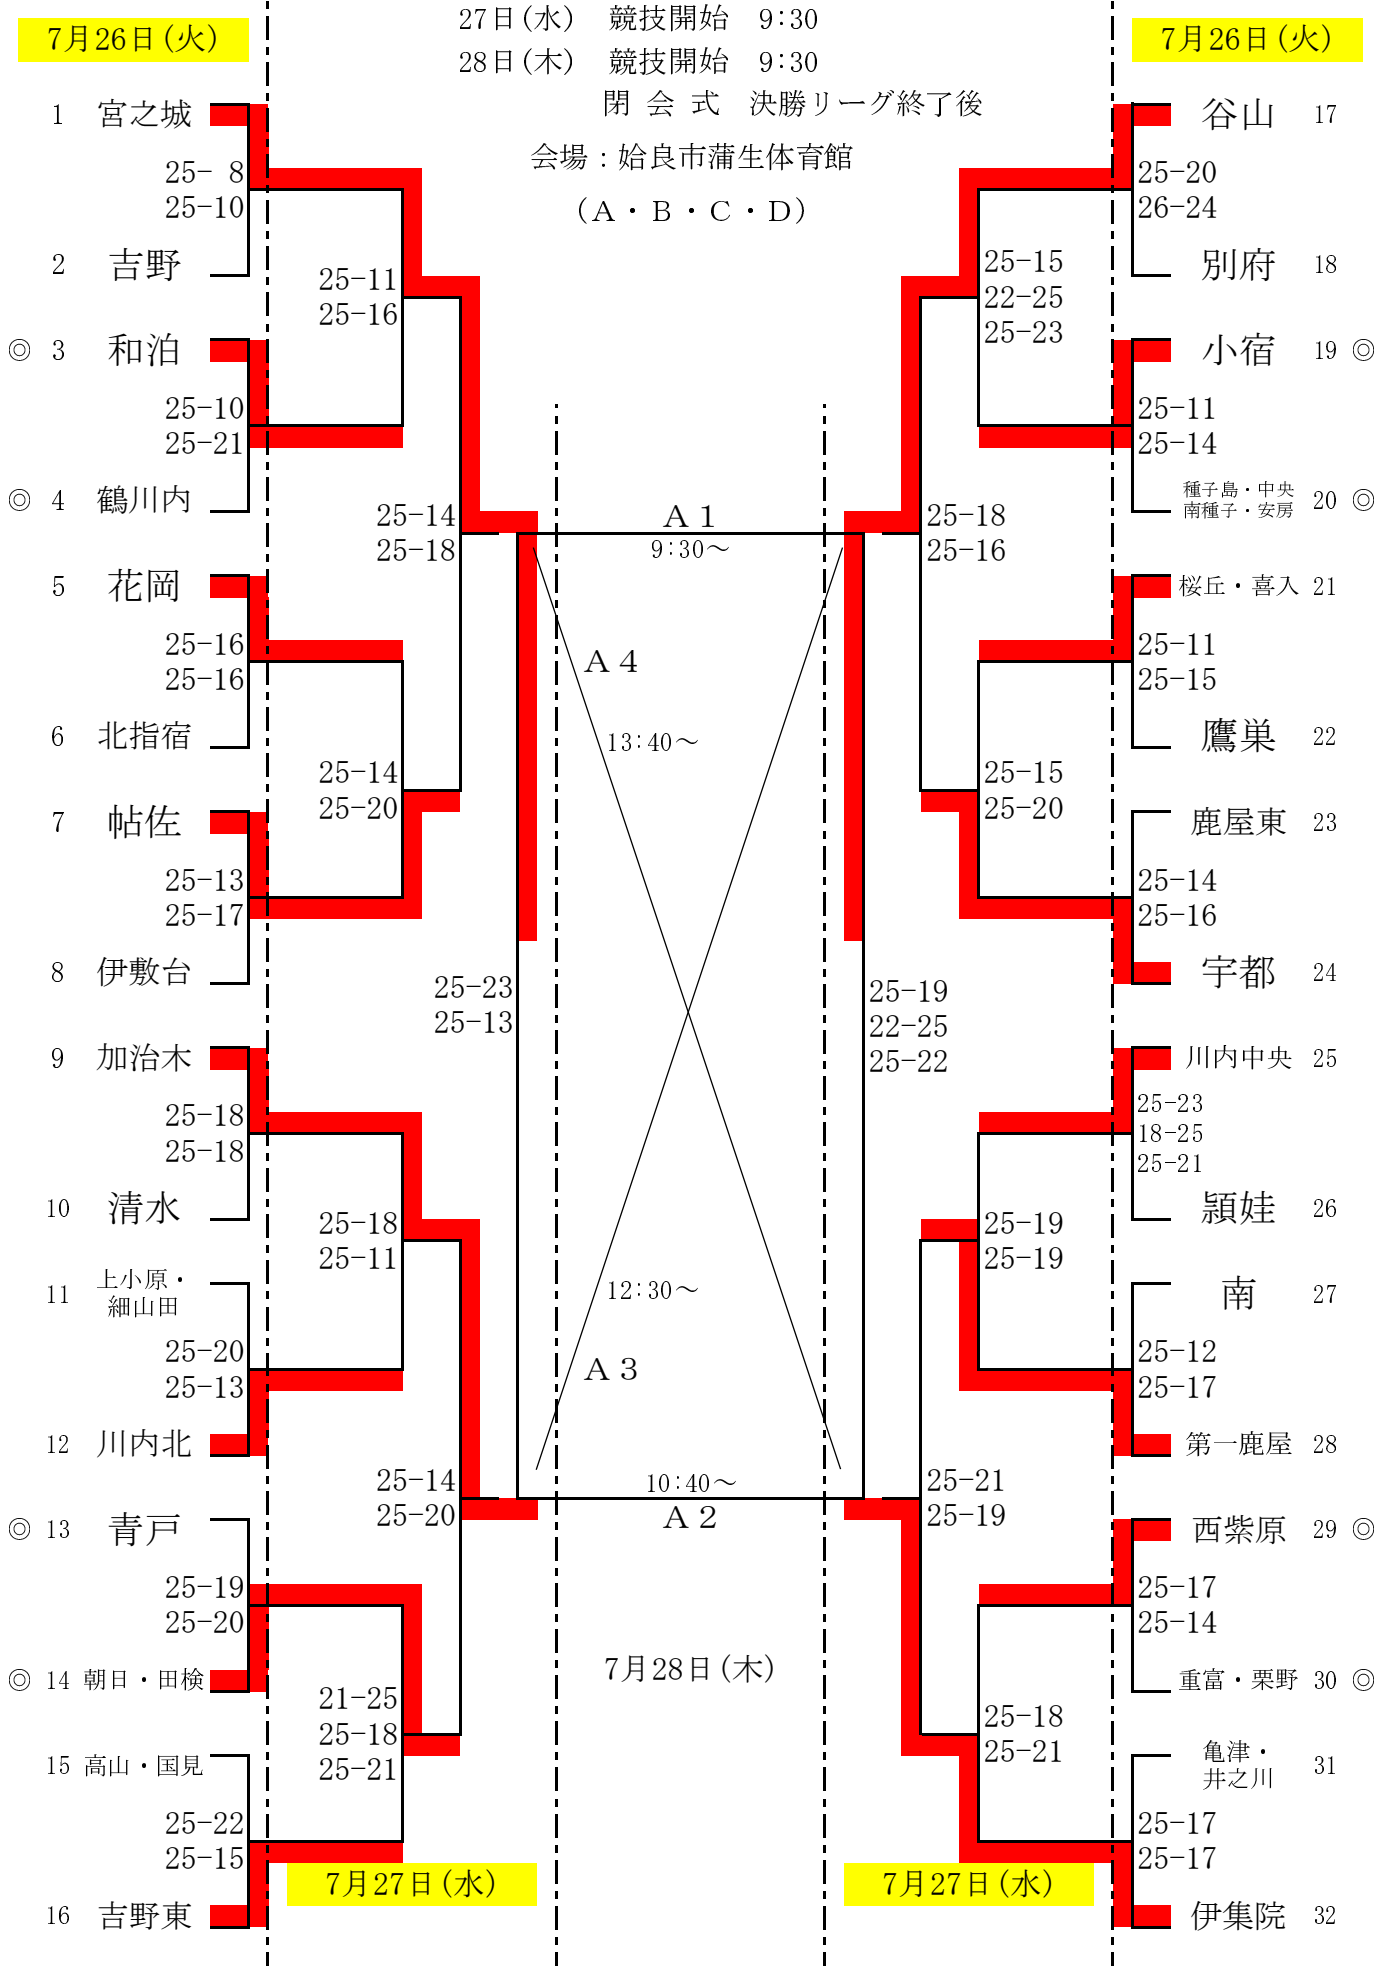 27日(水)　競技開始　9:30
7月26日(火)
7月26日(火)
28日(木)　競技開始　9:30
閉 会 式　決勝リーグ終了後
会場：姶良市蒲生体育館
（A・B・C・D）
1 宮之城
25- 8
25-10
2 吉野
25-11
25-16
◎ 3 和泊
25-10
25-21
◎ 4 鶴川内
25-14
25-18
5 花岡
25-16
25-16
6 北指宿
25-14
25-20
7 帖佐
25-13
25-17
8 伊敷台
25-23
25-13
9 加治木
25-18
25-18
10 清水
25-18
25-11
11 上小原・
細山田
25-20
25-13
12 川内北
25-14
25-20
◎ 13 青戸
25-19
25-20
◎ 14 朝日・田検
21-25
25-18
25-21
15 高山・国見
25-22
25-15
16 吉野東
7月27日(水)
A1
9:30～
A4
13:40～
12:30～
A3
10:40～
A2
7月28日(木)
谷山 17
25-20
26-24
別府 18
25-15
22-25
25-23
小宿 19 ◎
25-11
25-14
種子島・中央
南種子・安房 20 ◎
25-18
25-16
桜丘・喜入 21
25-11
25-15
鷹巣 22
25-15
25-20
鹿屋東 23
25-14
25-16
宇都 24
25-19
22-25
25-22
川内中央 25
25-23
18-25
25-21
頴娃 26
25-19
25-19
南 27
25-12
25-17
第一鹿屋 28
25-21
25-19
西紫原 29 ◎
25-17
25-14
重富・栗野 30 ◎
25-18
25-21
亀津・
井之川 31
25-17
25-17
伊集院 32
7月27日(水)